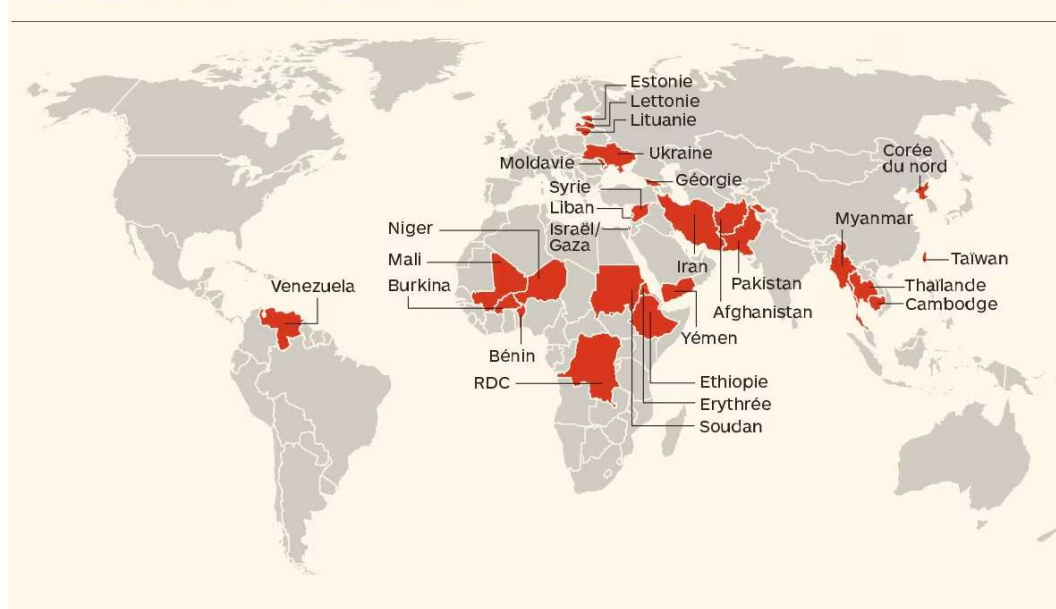 Estonie
Lettonie
Lituanie
Moldavie
Ukraine
Corée
du nord
Syrie
Géorgie
Liban
Israël/
Gaza
Myanmar
Niger
Mali
Burkina
Venezuela
Iran
Pakistan
Afghanistan
Taïwan
Thaïlande
Cambodge
Yémen
Bénin
RDC
Ethiopie
Erythrée
Soudan